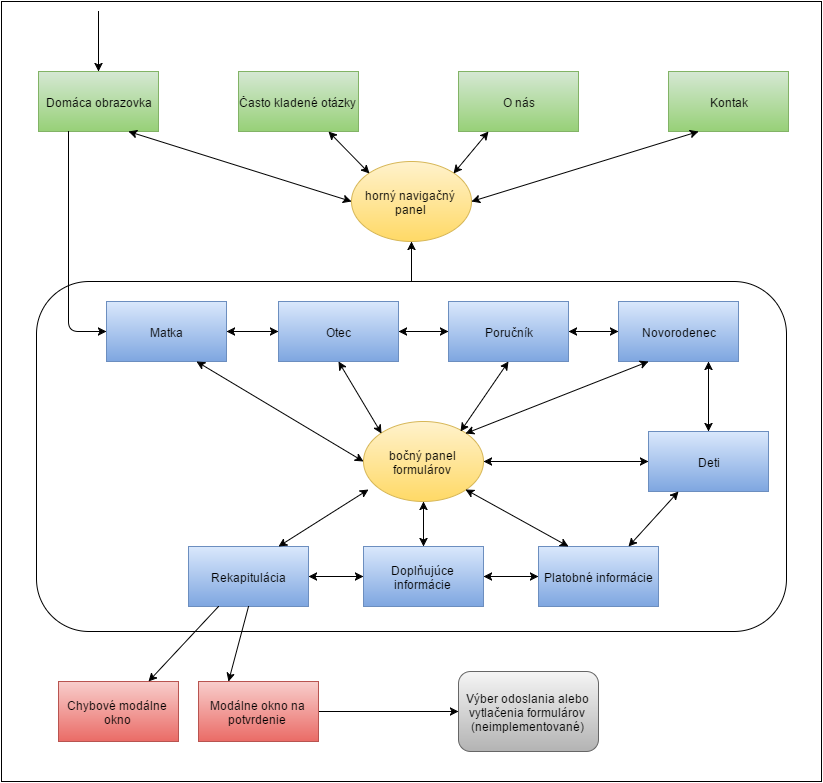 Domáca obrazovka
Často kladené otázky
O nás
Kontak
horný navigačný
panel
Matka
Otec
Poručník
Novorodenec
bočný panel
formulárov
Deti
Rekapitulácia
Doplňujúce
informácie
Platobné informácie
Chybové modálne
okno
Modálne okno na
potvrdenie
Výber odoslania alebo
vytlačenia formulárov
(neimplementované)